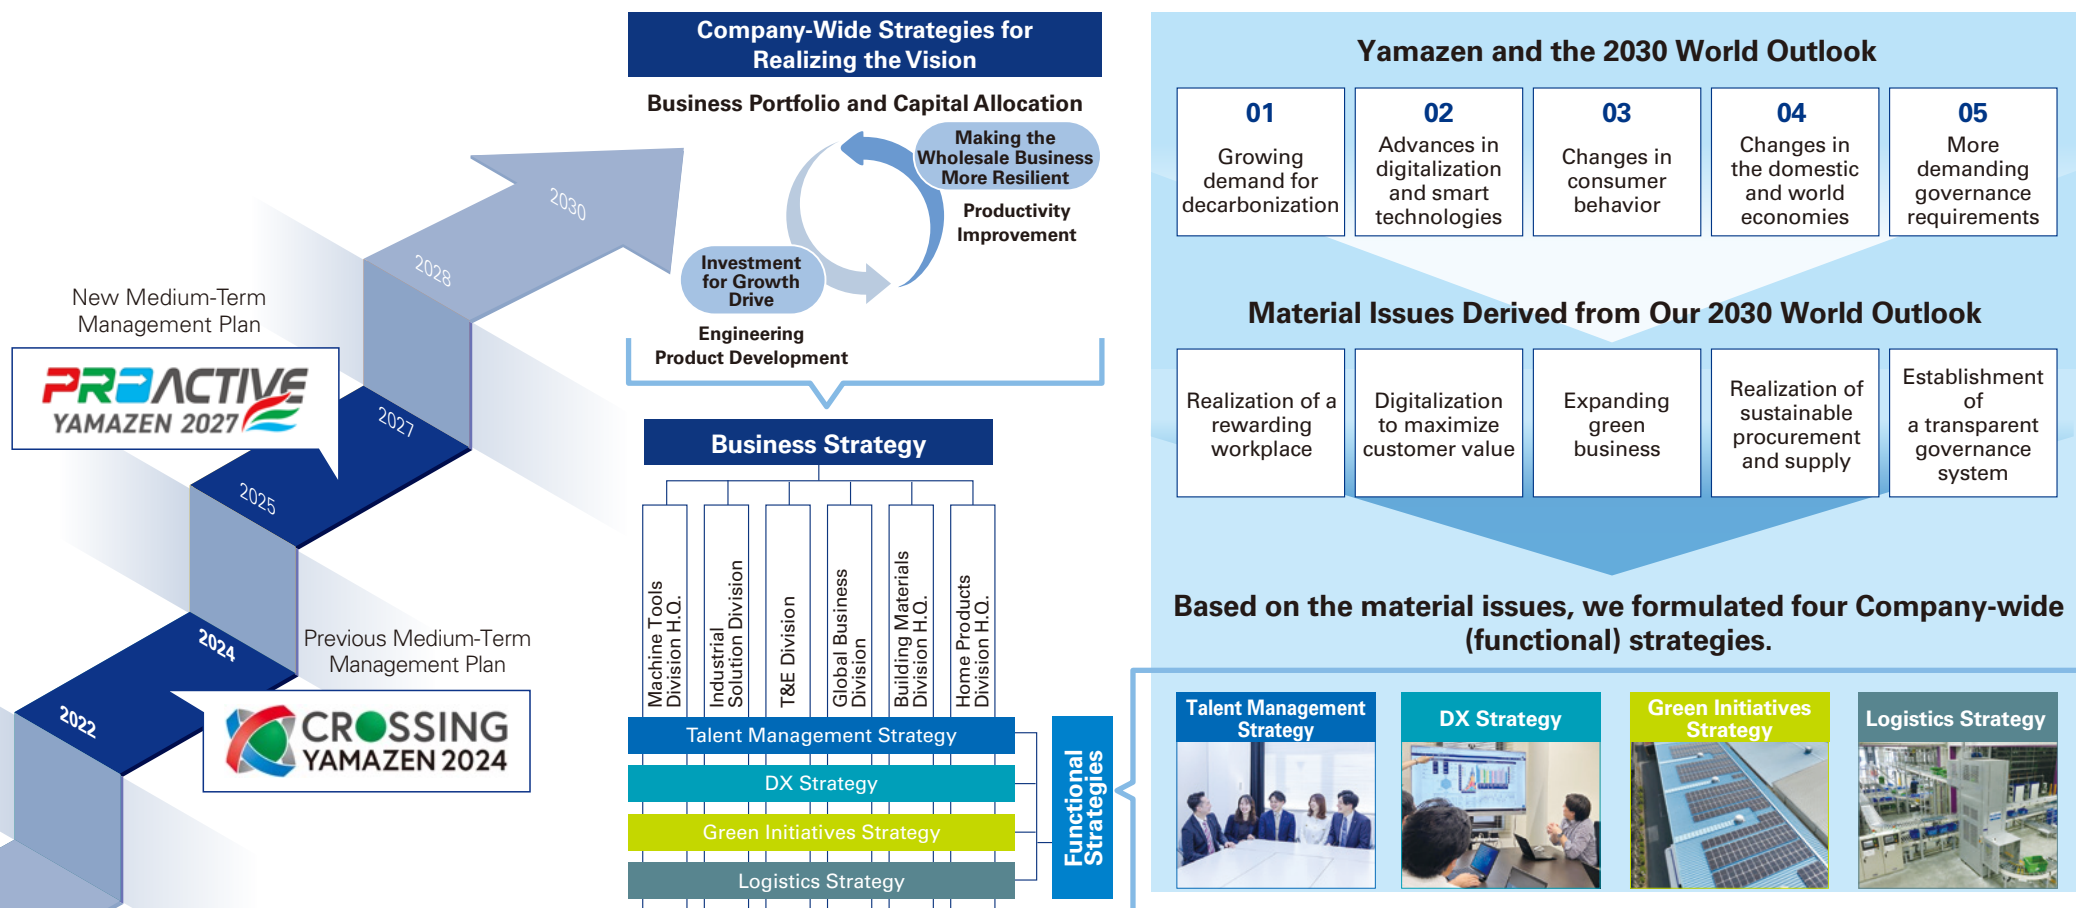 Company-Wide Strategies for
Realizing the Vision
Business Portfolio and Capital Allocation
Making the
Wholesale Business
More Resilient
Productivity
Improvement
Investment
for Growth
Drive
Engineering
Product Development
2030
2028
2027
2025
2024
2022
New Medium-Term
Management Plan
PROACTIVE
YAMAZEN 2027
Previous Medium-Term
Management Plan
CROSSING
YAMAZEN 2024
Business Strategy
Machine Tools
Division H.Q.
Industrial
Solution Division
T&E Division
Global Business
Division
Building Materials
Division H.Q.
Home Products
Division H.Q.
Talent Management Strategy
DX Strategy
Green Initiatives Strategy
Logistics Strategy
Functional
Strategies
Yamazen and the 2030 World Outlook
01
Growing
demand for
decarbonization
02
Advances in
digitalization
and smart
technologies
03
Changes in
consumer
behavior
04
Changes in
the domestic
and world
economies
05
More
demanding
governance
requirements
Material Issues Derived from Our 2030 World Outlook
Realization of a
rewarding
workplace
Digitalization
to maximize
customer value
Expanding
green
business
Realization of
sustainable
procurement
and supply
Establishment
of
a transparent
governance
system
Based on the material issues, we formulated four Company-wide
(functional) strategies.
Talent Management
Strategy
DX Strategy
Green Initiatives
Strategy
Logistics Strategy